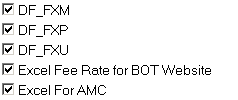 DF_FXM
DF_FXP
DF_FXU
Excel Fee Rate for BOT Website
Excel For AMC